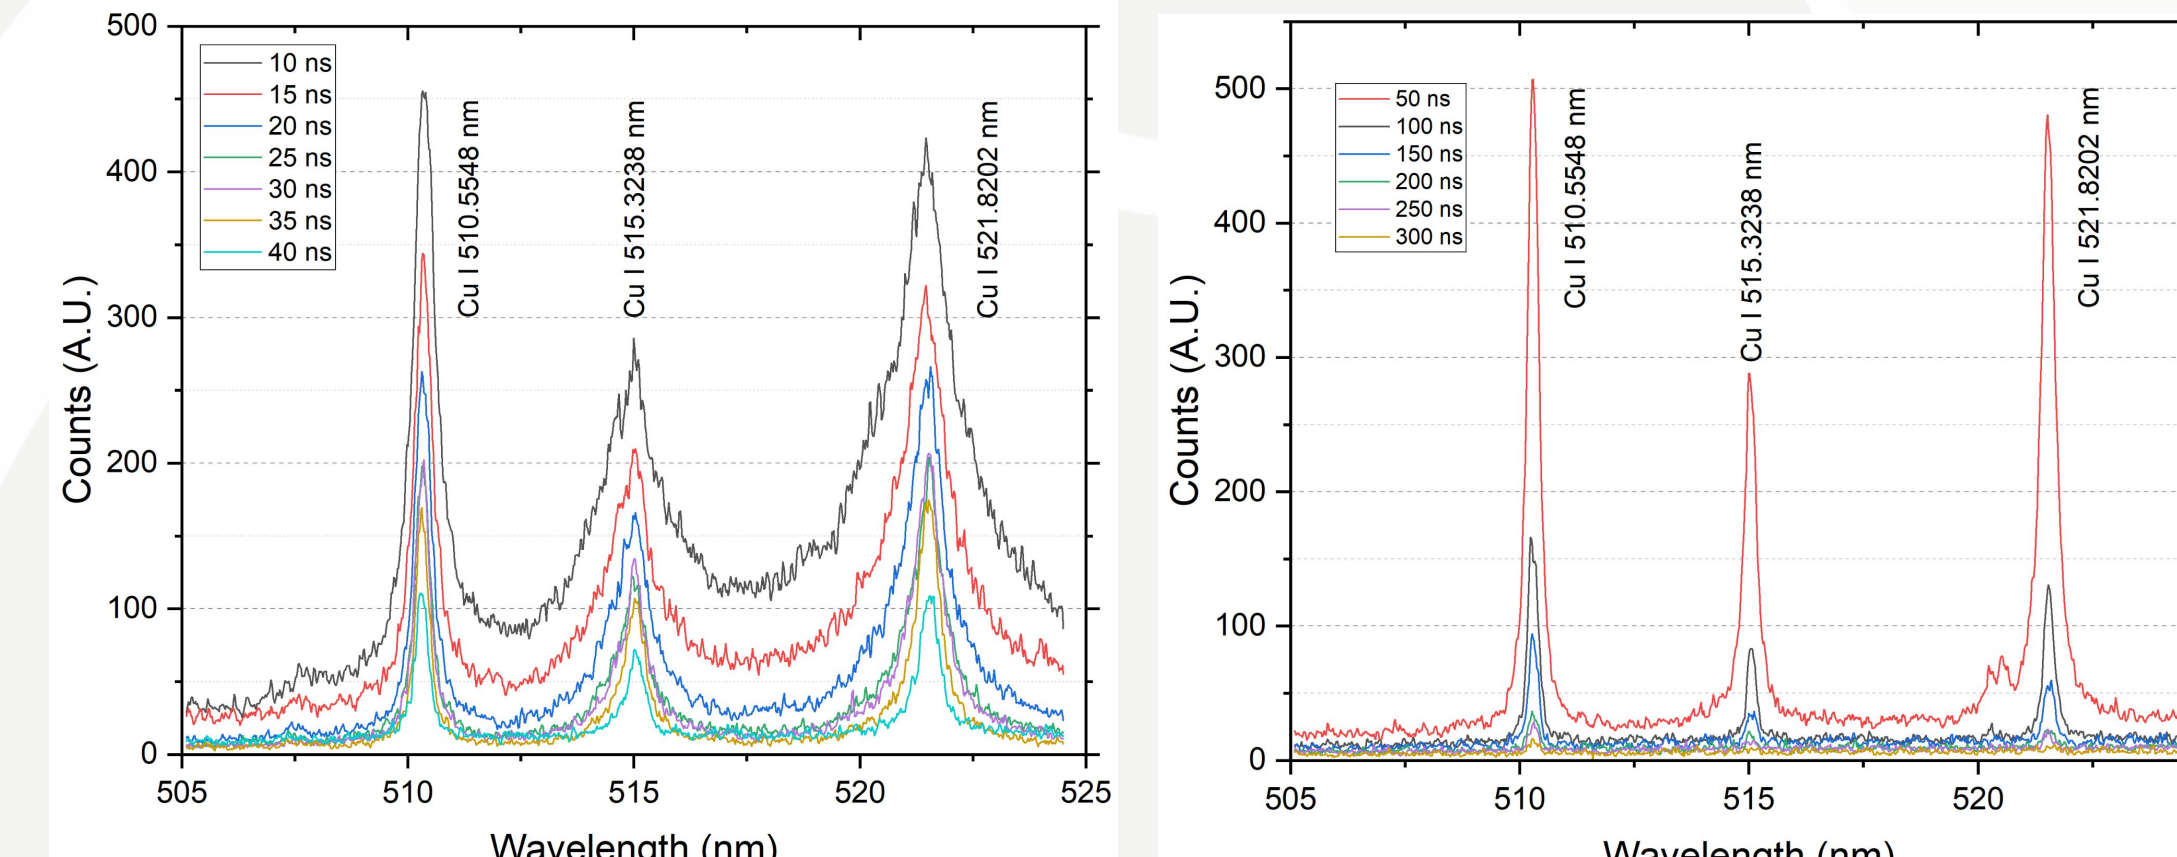 500
400
300
200
100
0
Counts (A.U.)
10 ns
15 ns
20 ns
25 ns
30 ns
35 ns
40 ns
Cu I 510.5548 nm
Cu I 515.3238 nm
Cu I 521.8202 nm
505
510
515
520
525
Wavelength (nm)
500
400
300
200
100
0
Counts (A.U.)
50 ns
100 ns
150 ns
200 ns
250 ns
300 ns
Cu I 510.5548 nm
Cu I 515.3238 nm
Cu I 521.8202 nm
505
510
515
520
Wavelength (nm)